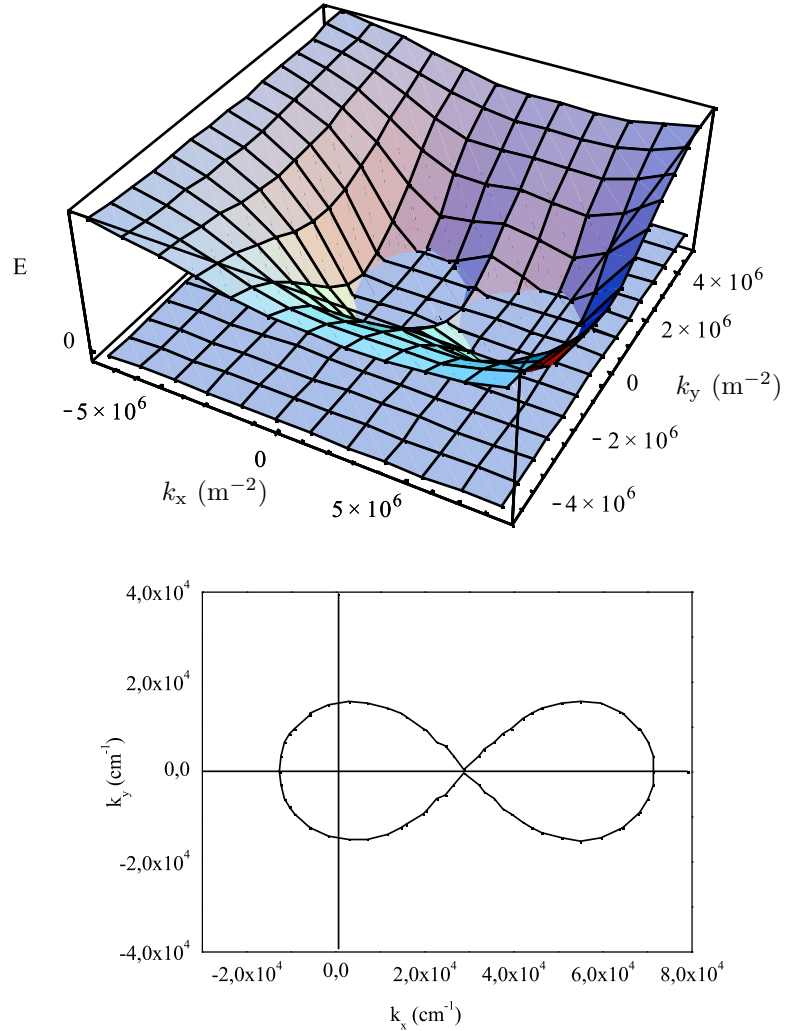 E
0
−5 × 10⁶
0
5 × 10⁶
kₓ (m⁻²)
4 × 10⁶
2 × 10⁶
0
−2 × 10⁶
−4 × 10⁶
k_y (m⁻²)
4,0x10⁴
2,0x10⁴
0,0
-2,0x10⁴
-4,0x10⁴
k_y (cm⁻¹)
-2,0x10⁴ 0,0 2,0x10⁴ 4,0x10⁴ 6,0x10⁴ 8,0x10⁴
kₓ (cm⁻¹)